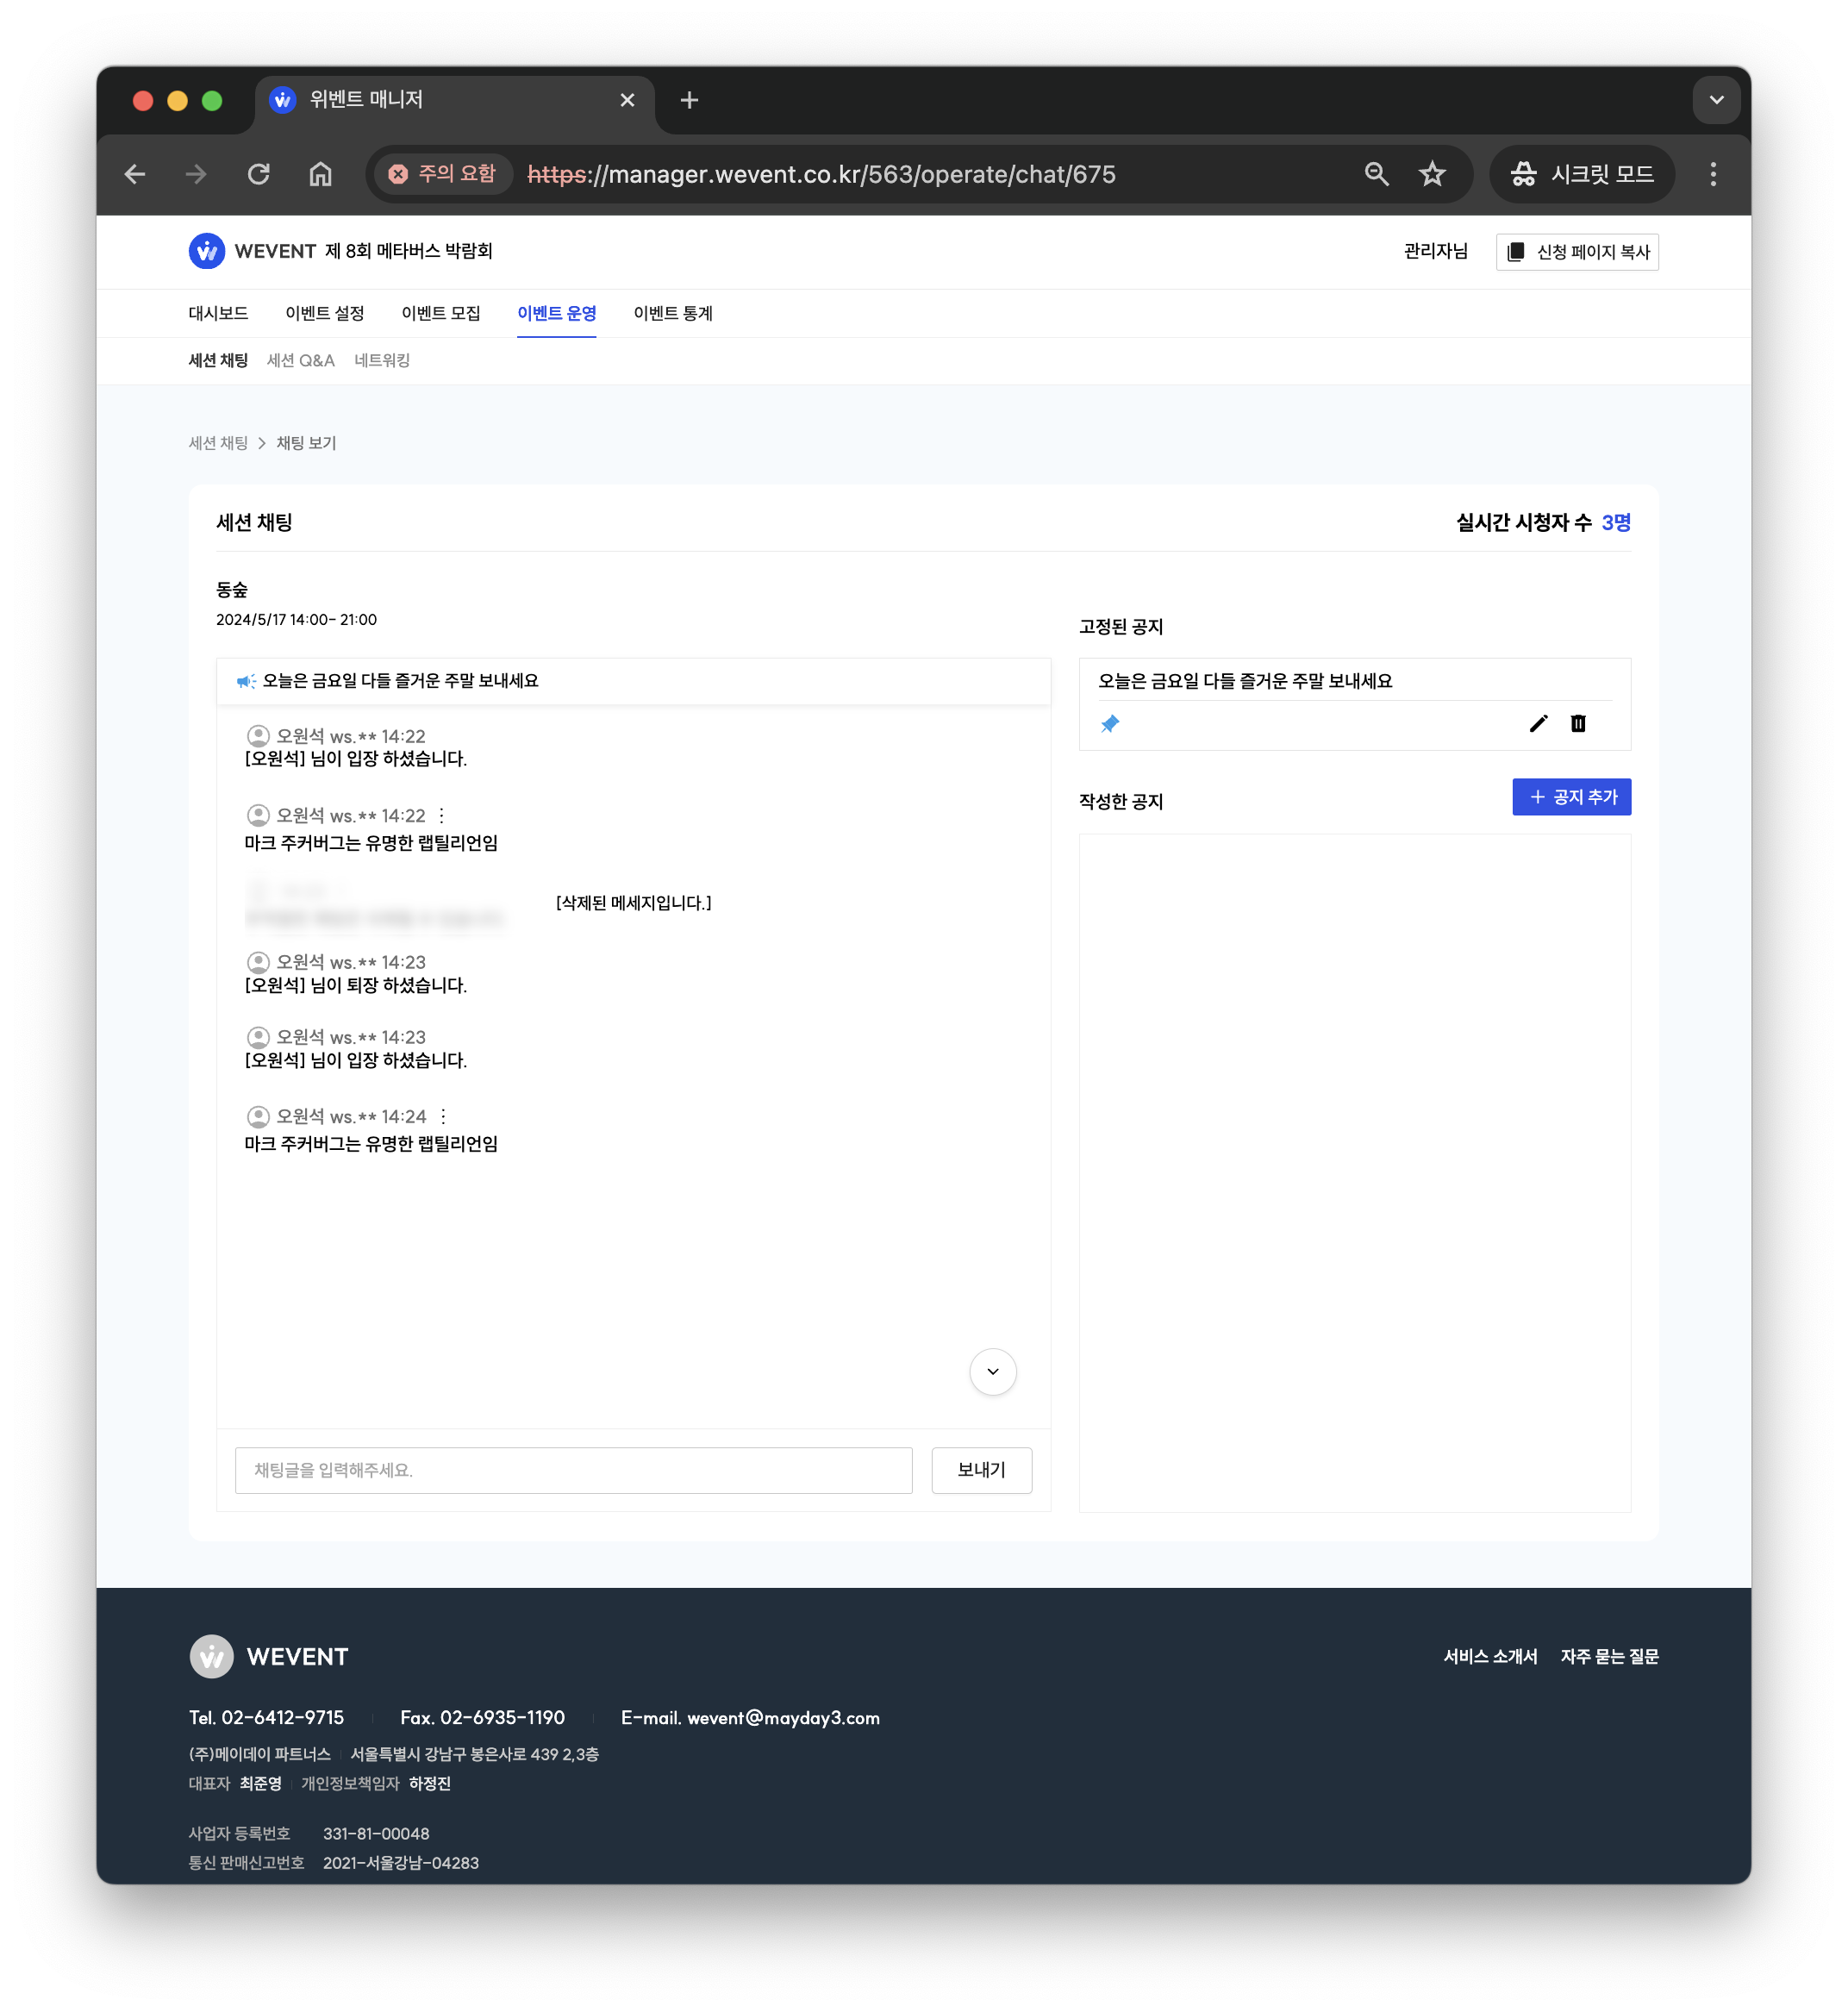 위벤트 매니저
주의 요함 https://manager.wevent.co.kr/563/operate/chat/675 시크릿 모드
WEVENT 제 8회 메타버스 박람회 관리자님 신청 페이지 복사
대시보드 이벤트 설정 이벤트 모집 이벤트 운영 이벤트 통계
세션 채팅 세션 Q&A 네트워킹
세션 채팅 > 채팅 보기
세션 채팅 실시간 시청자 수 3명
동숲
2024/5/17 14:00- 21:00
오늘은 금요일 다들 즐거운 주말 보내세요
오원석 ws.** 14:22
[오원석] 님이 입장 하셨습니다.
오원석 ws.** 14:22
마크 주커버그는 유명한 랩틸리언임
[삭제된 메세지입니다.]
오원석 ws.** 14:23
[오원석] 님이 퇴장 하셨습니다.
오원석 ws.** 14:23
[오원석] 님이 입장 하셨습니다.
오원석 ws.** 14:24
마크 주커버그는 유명한 랩틸리언임
채팅글을 입력해주세요. 보내기
고정된 공지
오늘은 금요일 다들 즐거운 주말 보내세요
작성한 공지 + 공지 추가
WEVENT 서비스 소개서 자주 묻는 질문
Tel. 02-6412-9715 Fax. 02-6935-1190 E-mail. wevent@mayday3.com
(주)메이데이 파트너스 서울특별시 강남구 봉은사로 439 2,3층
대표자 최준영 개인정보책임자 하정진
사업자 등록번호 331-81-00048
통신 판매신고번호 2021-서울강남-04283